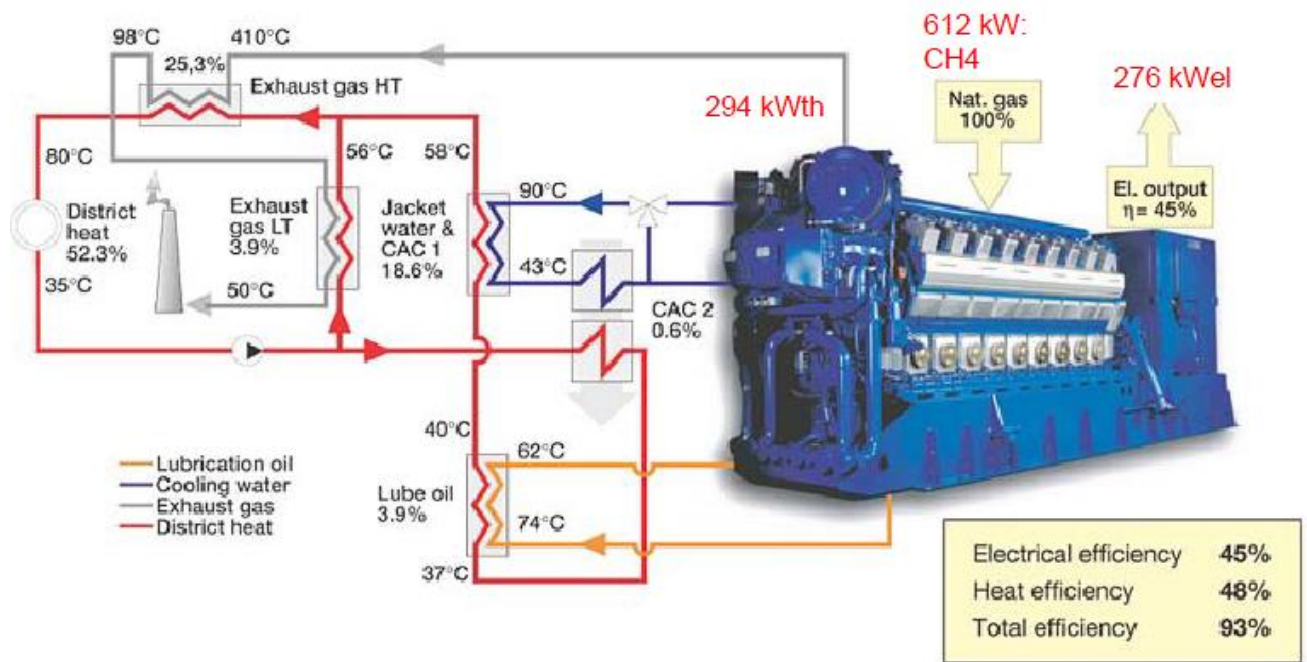 98°C
410°C
25,3%
Exhaust gas HT
612 kW:
CH4
294 kWth
276 kWel
Nat. gas
100%
El. output
η= 45%
80°C
56°C
58°C
90°C
District
heat
52.3%
Exhaust
gas LT
3.9%
Jacket
water &
CAC 1
18.6%
35°C
50°C
43°C
CAC 2
0.6%
40°C
62°C
Lubrication oil
Cooling water
Exhaust gas
District heat
Lube oil
3.9%
74°C
37°C
Electrical efficiency 45%
Heat efficiency 48%
Total efficiency 93%